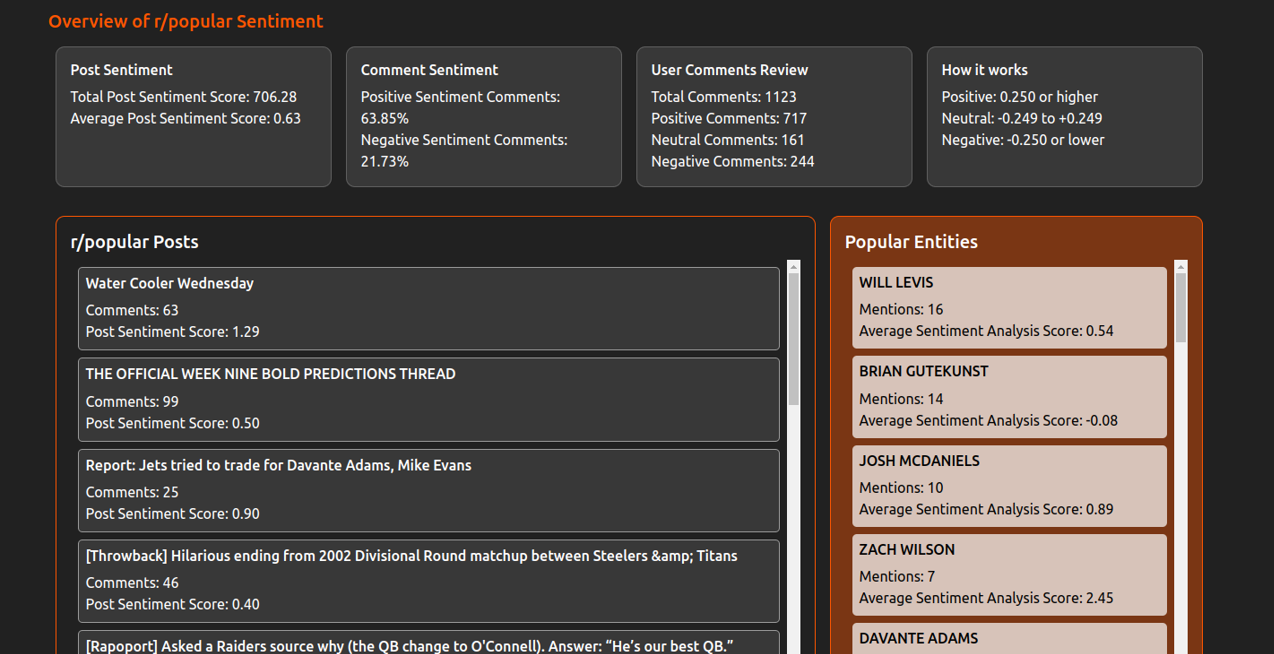 Overview of r/popular Sentiment
Post Sentiment
Total Post Sentiment Score: 706.28
Average Post Sentiment Score: 0.63
Comment Sentiment
Positive Sentiment Comments:
63.85%
Negative Sentiment Comments:
21.73%
User Comments Review
Total Comments: 1123
Positive Comments: 717
Neutral Comments: 161
Negative Comments: 244
How it works
Positive: 0.250 or higher
Neutral: -0.249 to +0.249
Negative: -0.250 or lower
r/popular Posts
Water Cooler Wednesday
Comments: 63
Post Sentiment Score: 1.29
THE OFFICIAL WEEK NINE BOLD PREDICTIONS THREAD
Comments: 99
Post Sentiment Score: 0.50
Report: Jets tried to trade for Davante Adams, Mike Evans
Comments: 25
Post Sentiment Score: 0.90
[Throwback] Hilarious ending from 2002 Divisional Round matchup between Steelers &amp; Titans
Comments: 46
Post Sentiment Score: 0.40
[Rapoport] Asked a Raiders source why (the QB change to O'Connell). Answer: “He’s our best QB.”
Popular Entities
WILL LEVIS
Mentions: 16
Average Sentiment Analysis Score: 0.54
BRIAN GUTEKUNST
Mentions: 14
Average Sentiment Analysis Score: -0.08
JOSH MCDANIELS
Mentions: 10
Average Sentiment Analysis Score: 0.89
ZACH WILSON
Mentions: 7
Average Sentiment Analysis Score: 2.45
DAVANTE ADAMS